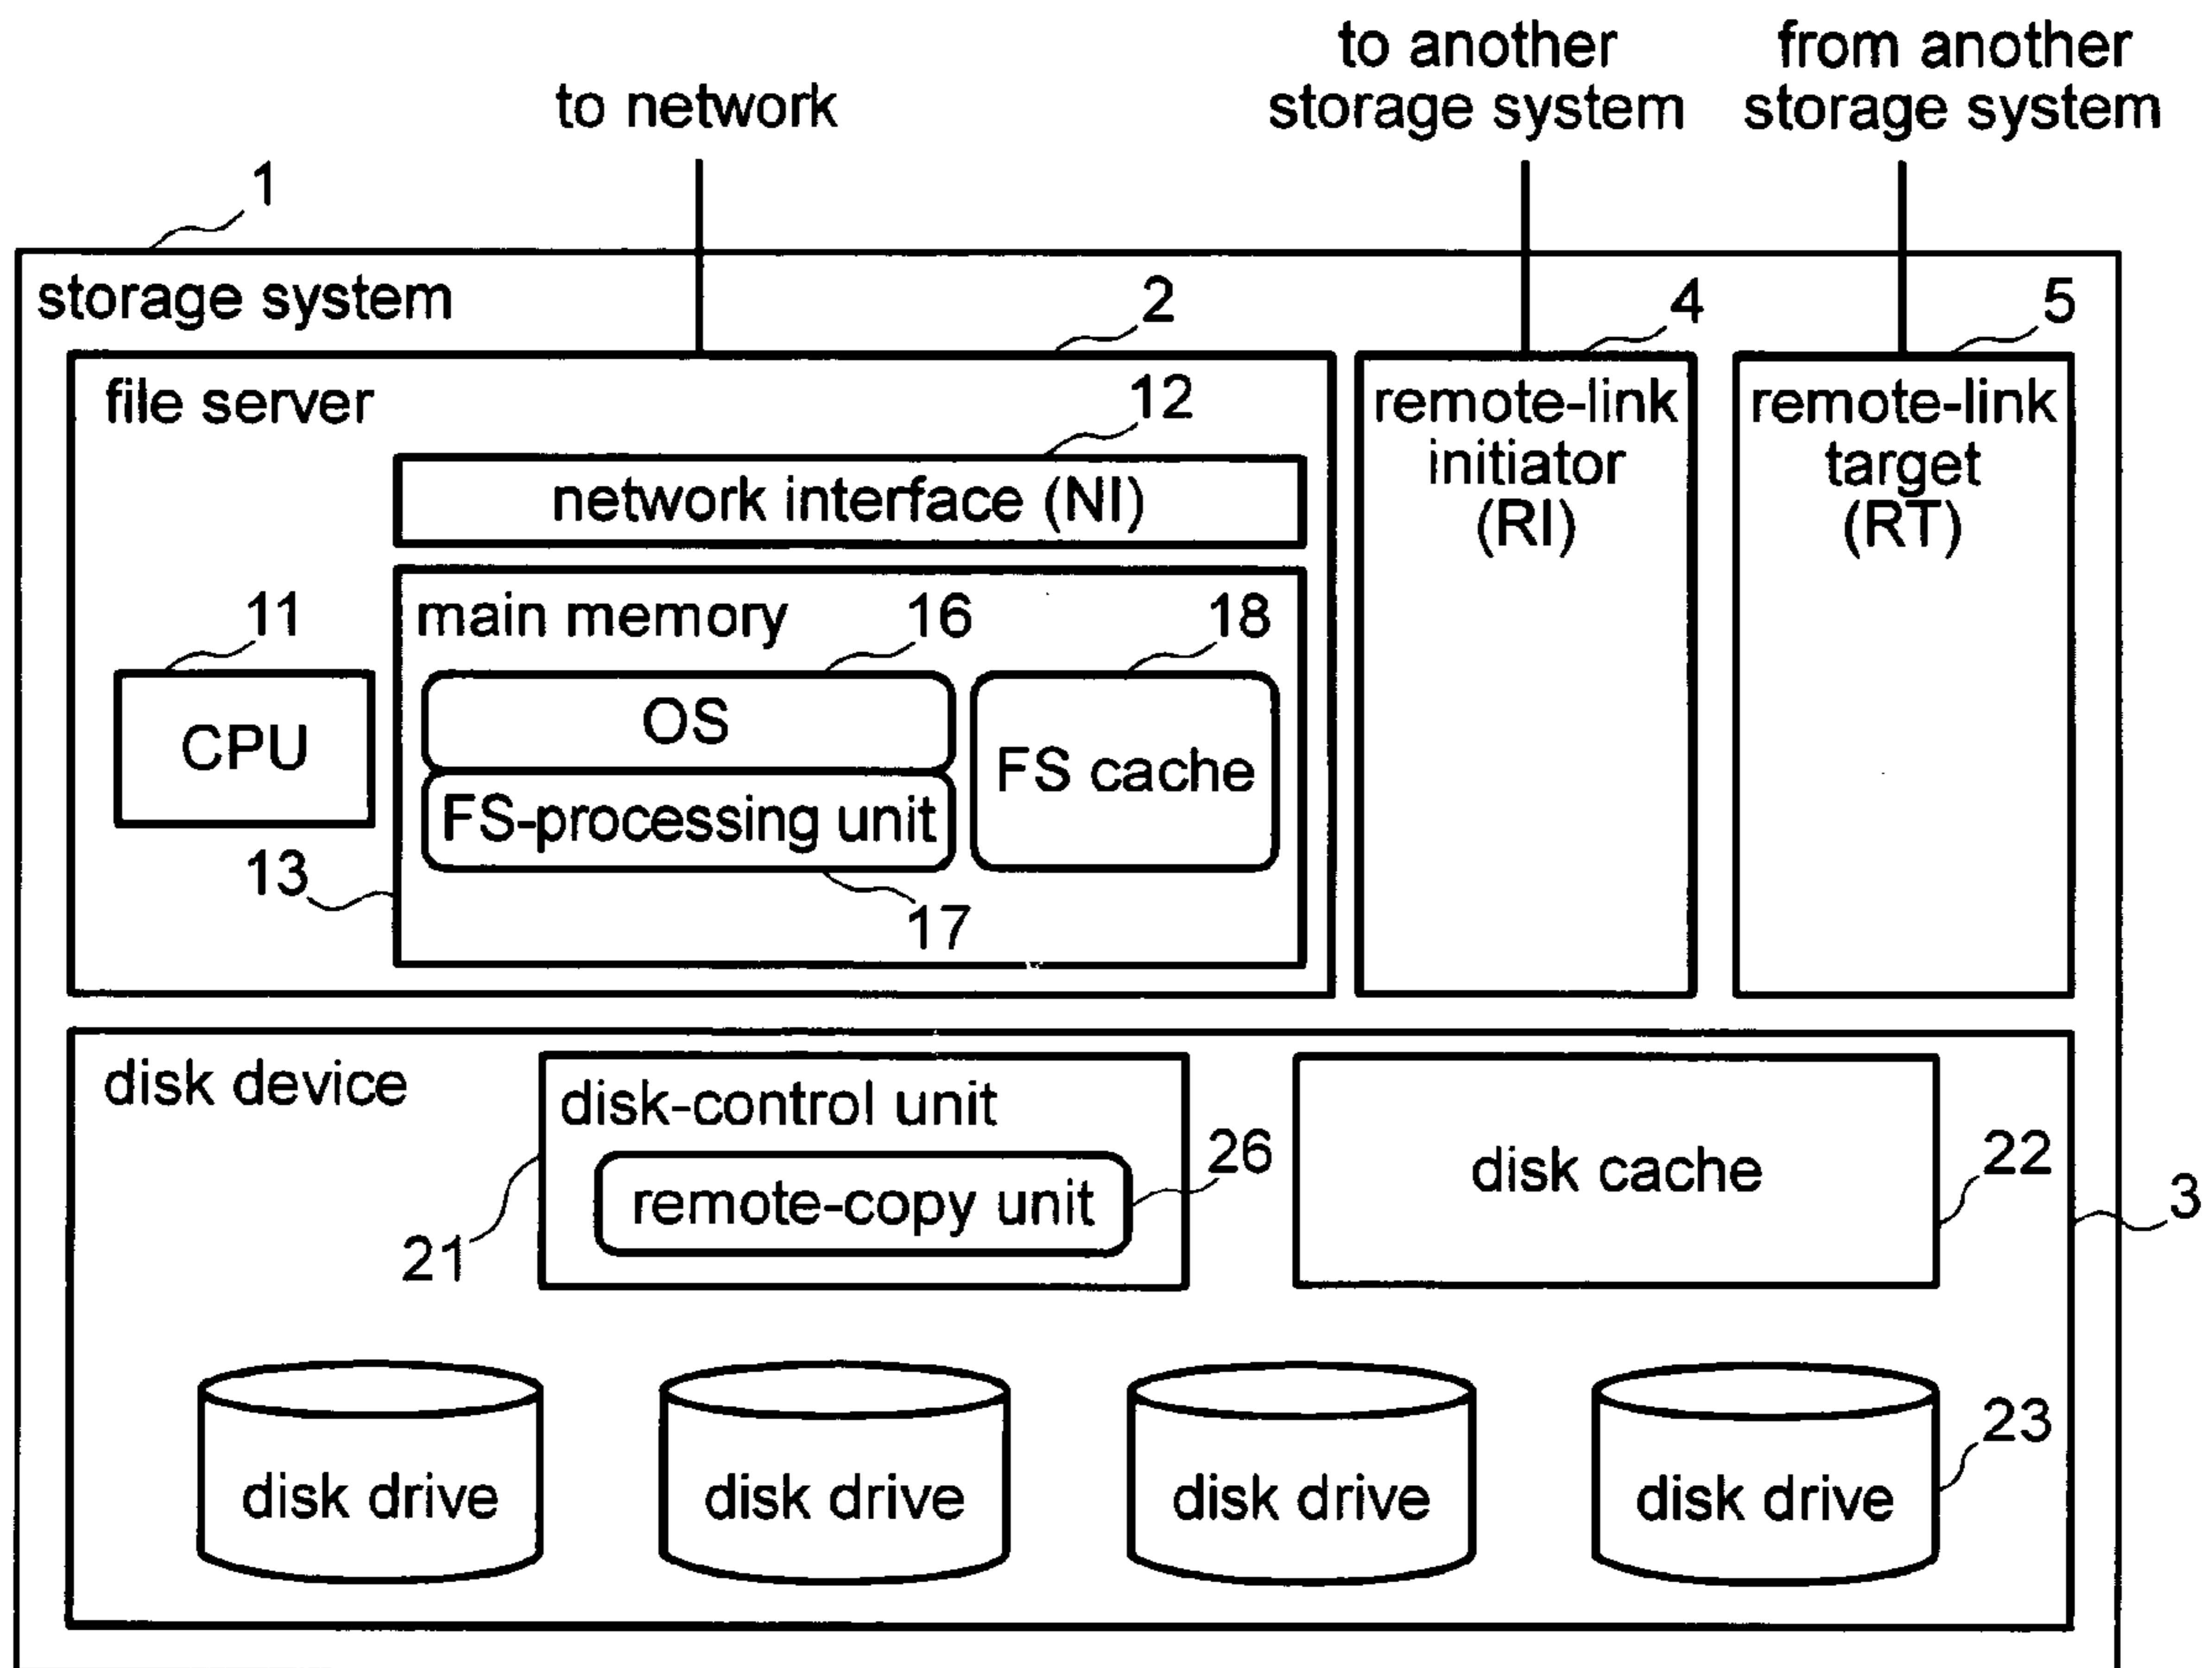 to another
storage system
from another
storage system
to network
1
storage system
2
4
5
file server
12
network interface (NI)
remote-link
initiator
(RI)
remote-link
target
(RT)
main memory
16
18
11
CPU
OS
FS-processing unit
FS cache
13
17
disk device
disk-control unit
remote-copy unit
26
21
disk cache
22
3
disk drive
disk drive
disk drive
disk drive
23